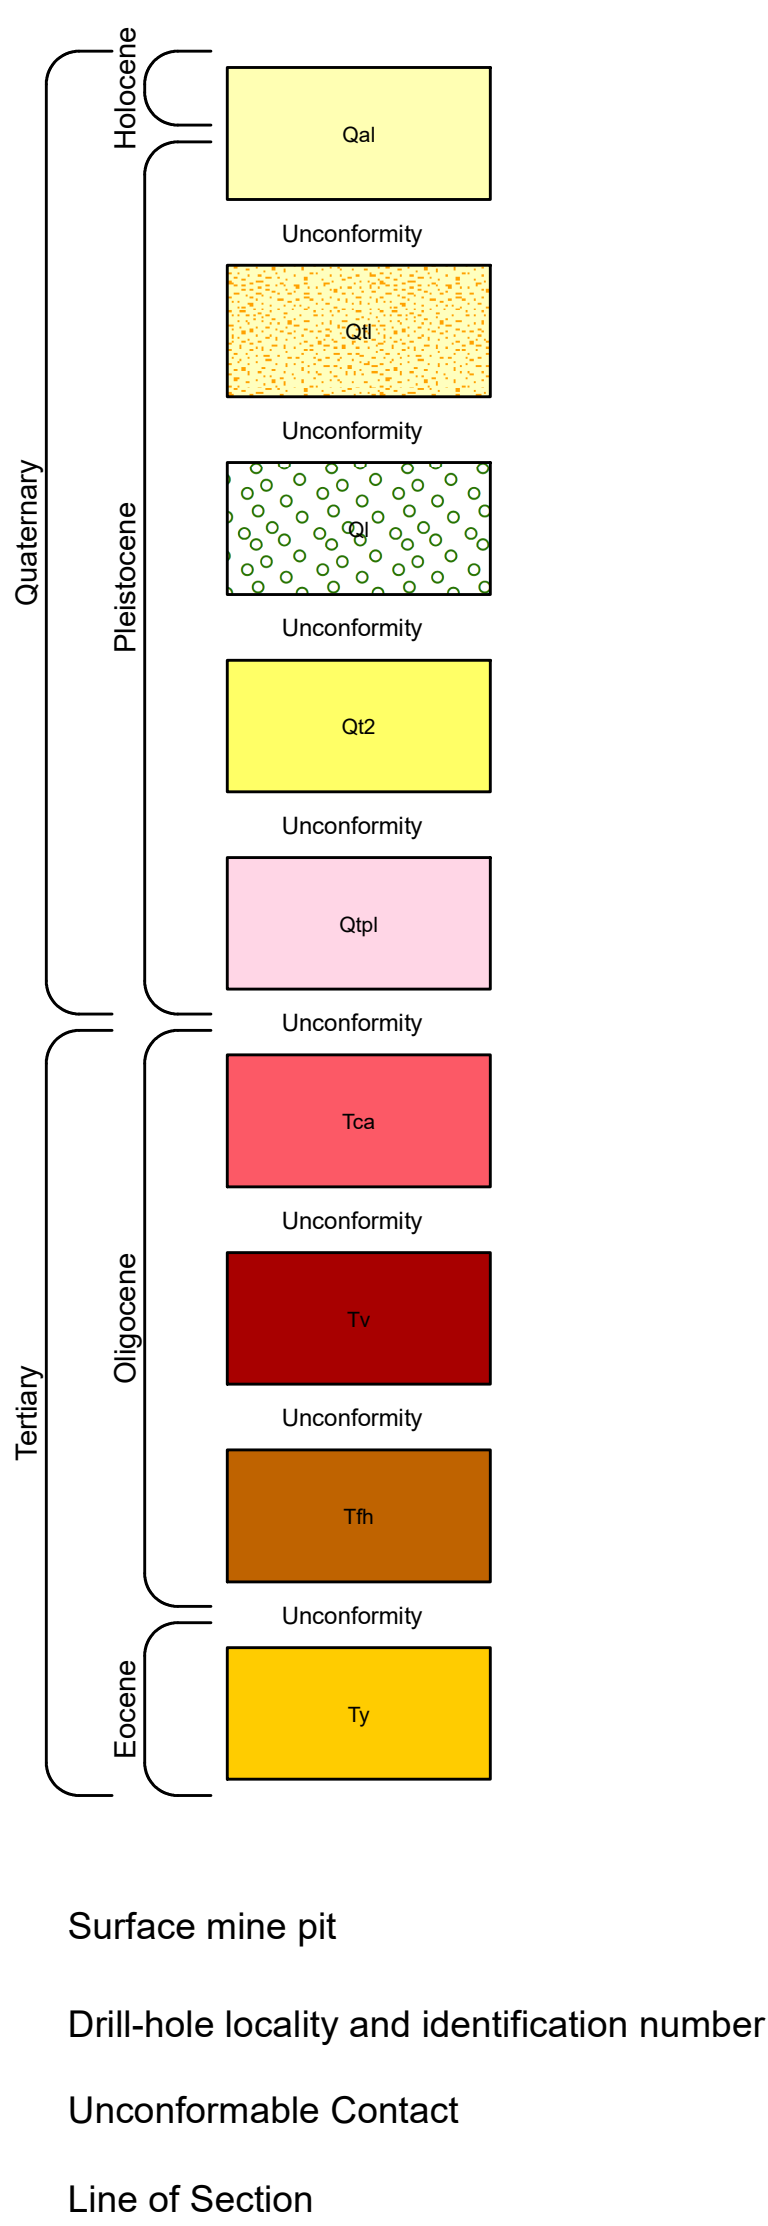 Holocene
Qal
Unconformity
Qtl
Unconformity
Quaternary
Pleistocene
Ql
Unconformity
Qt2
Unconformity
Qtpl
Unconformity
Tca
Unconformity
Tertiary
Oligocene
Tv
Unconformity
Tfh
Unconformity
Eocene
Ty
Surface mine pit
Drill-hole locality and identification number
Unconformable Contact
Line of Section